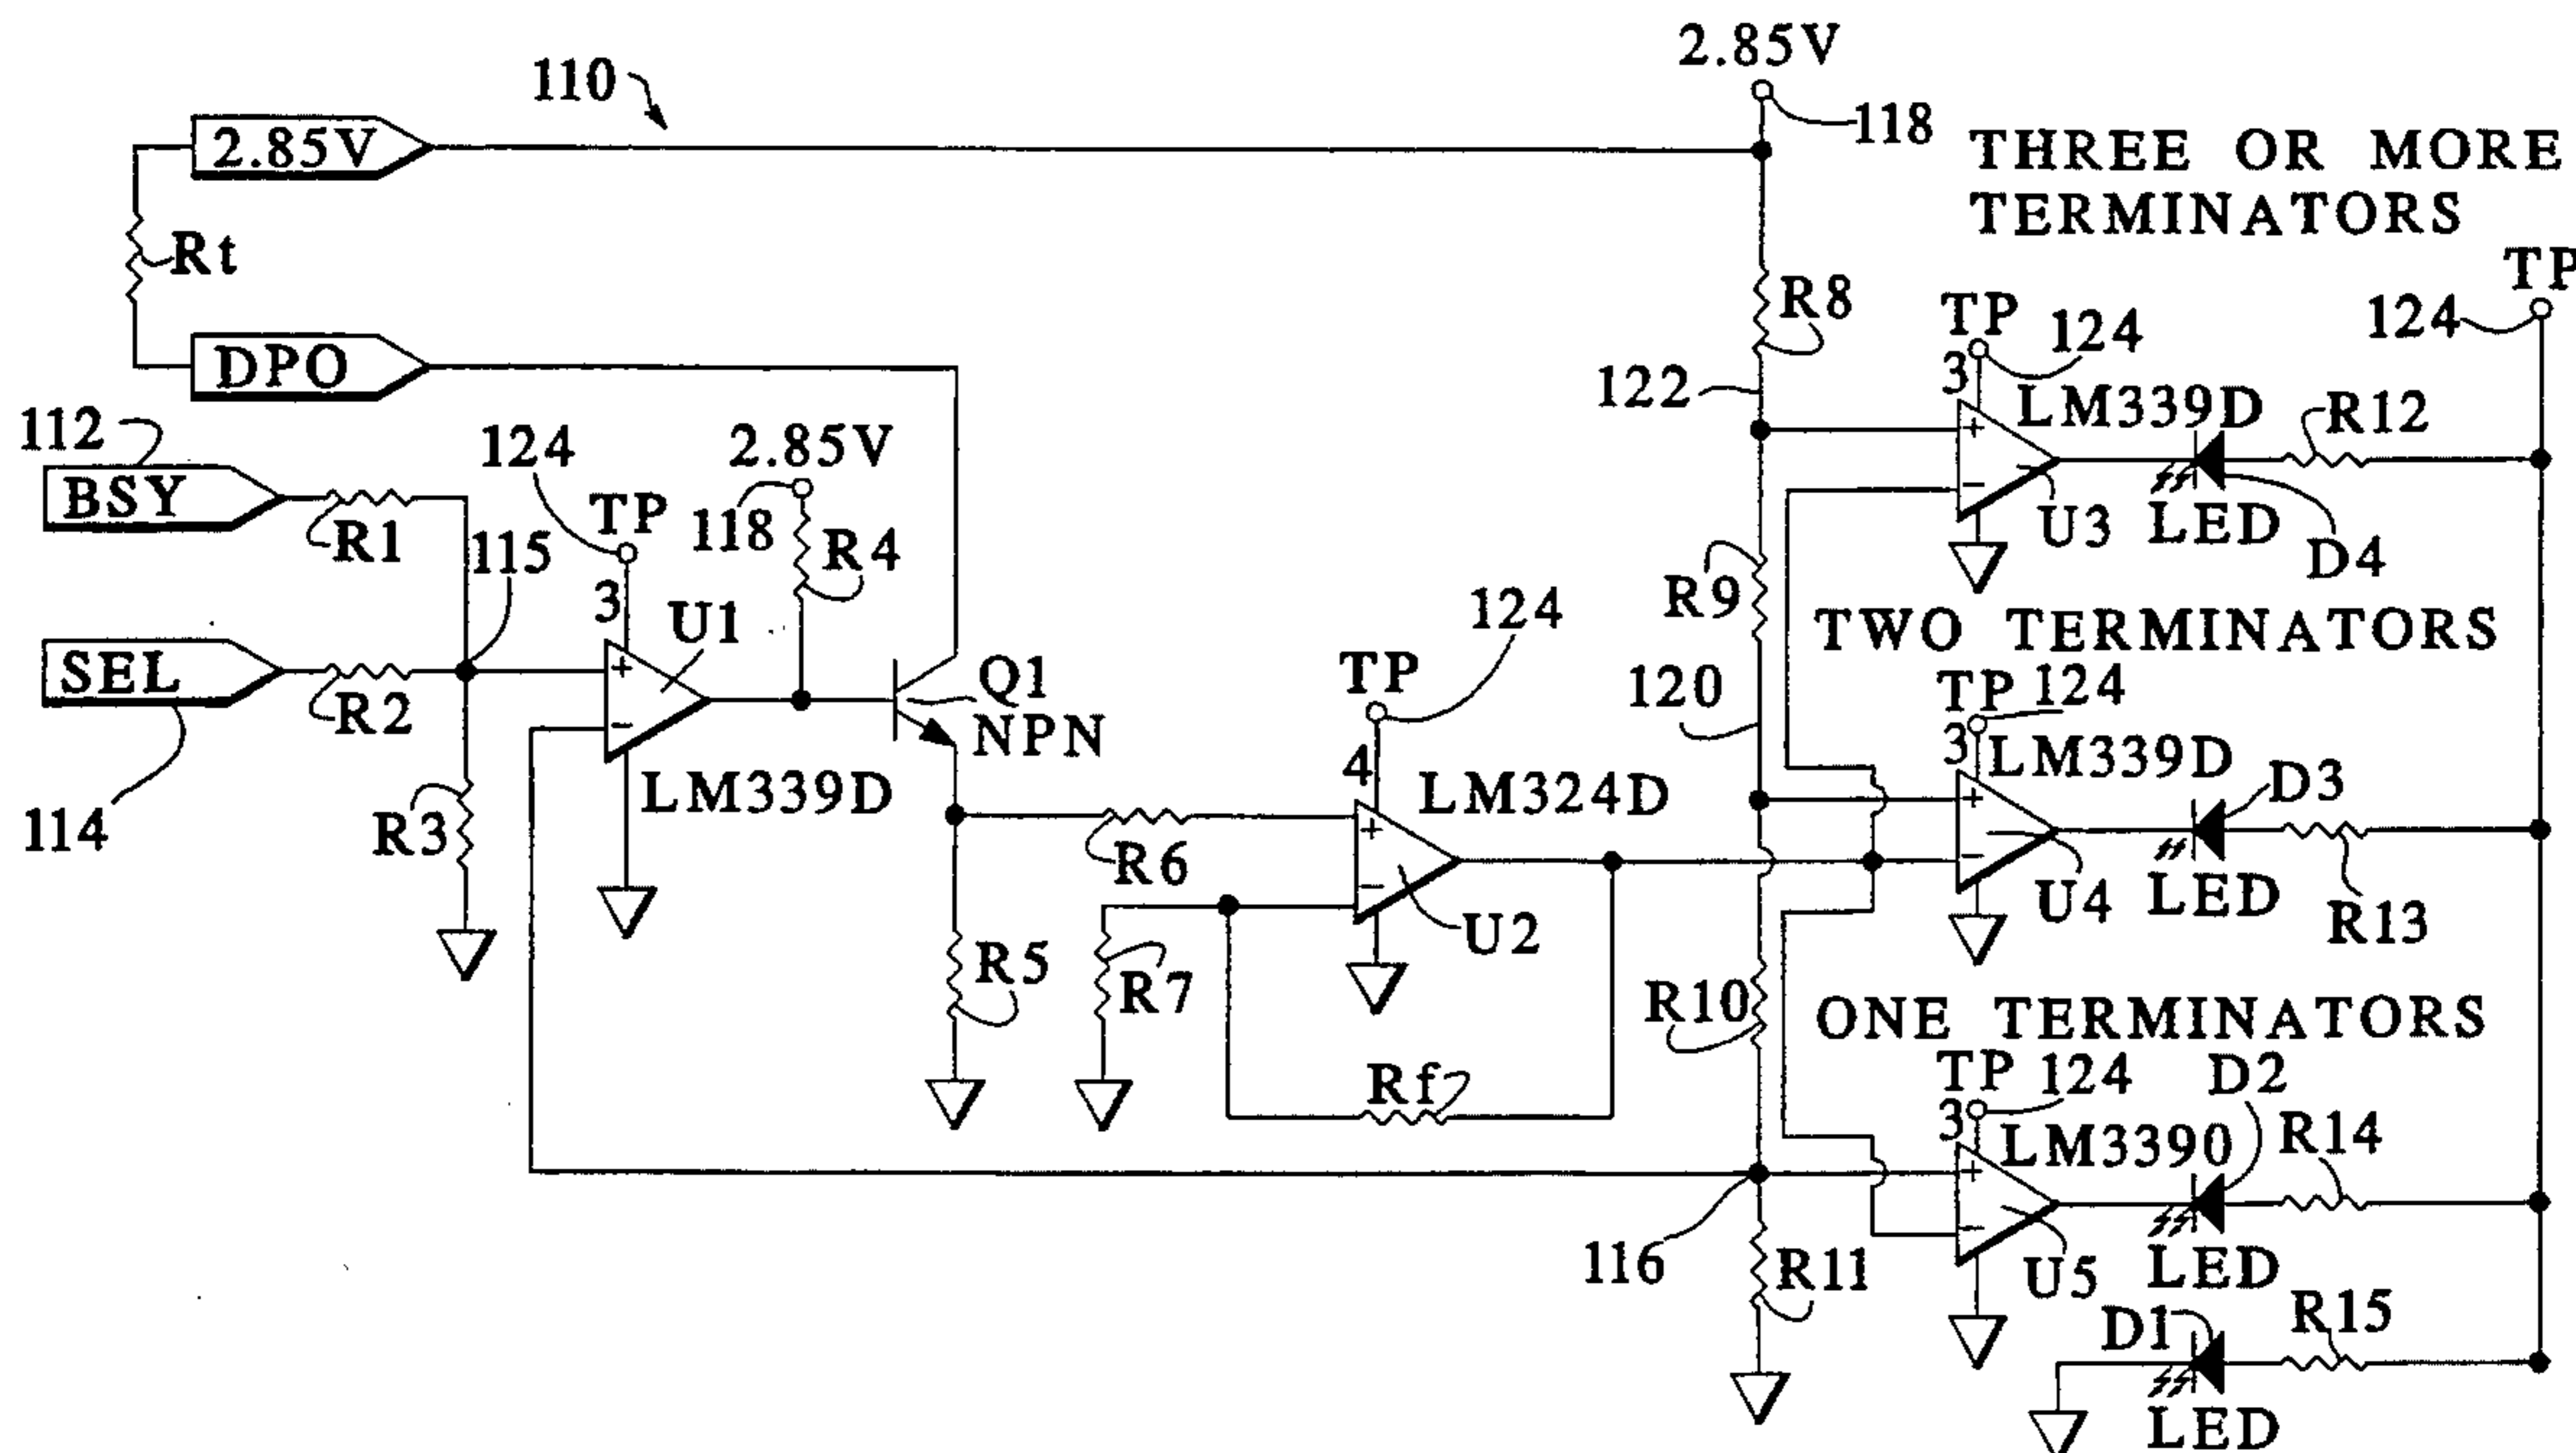 2.85V
110
118
2.85V
THREE OR MORE
TERMINATORS
Rt
TP
R8
TP
124
124
DPO
3
122
LM339D
R12
112
124
2.85V
BSY
TP
118
R4
R1
115
U3
LED
D4
3
R9
U1
124
TWO TERMINATORS
SEL
Q1
TP
120
TP
124
R2
NPN
3
LM339D
D3
4
LM324D
LM339D
114
R3
R6
U4
LED
R13
U2
R5
R7
R10
ONE TERMINATORS
Rf
TP
124
D2
3
LM3390
R14
116
R11
U5
LED
D1
R15
LED